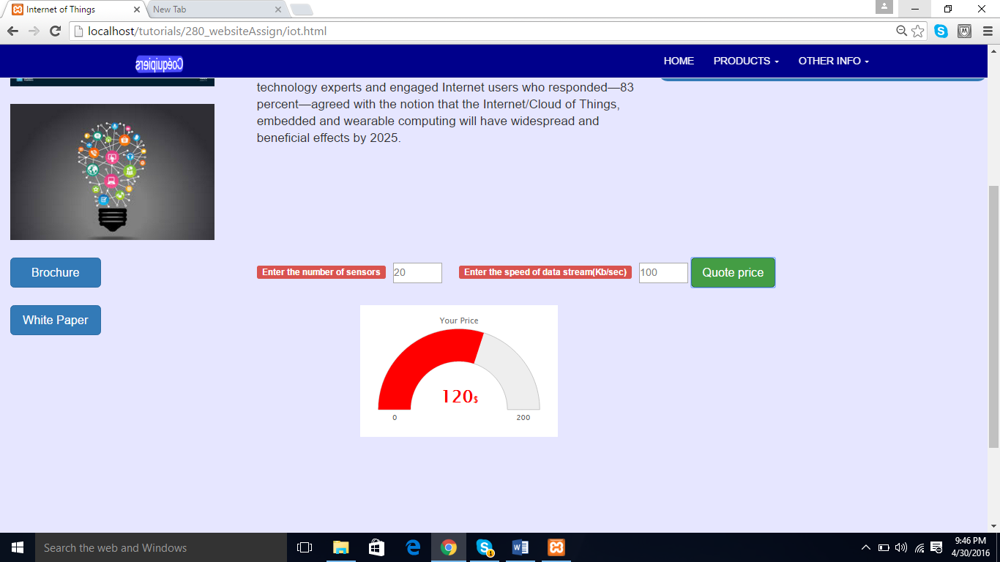 Internet of Things
New Tab
localhost/tutorials/280_websiteAssign/iot.html
Coéquipiers
HOME PRODUCTS OTHER INFO
technology experts and engaged Internet users who responded—83
percent—agreed with the notion that the Internet/Cloud of Things,
embedded and wearable computing will have widespread and
beneficial effects by 2025.
Brochure
Enter the number of sensors 20 Enter the speed of data stream(Kb/sec) 100 Quote price
White Paper
Your Price
120$
0 200
Search the web and Windows
1
9:46 PM
4/30/2016